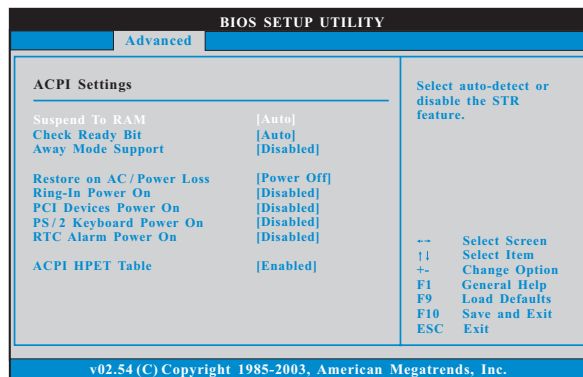 BIOS SETUP UTILITY
Advanced
ACPI Settings
Suspend To RAM [Auto]
Check Ready Bit [Auto]
Away Mode Support [Disabled]
Restore on AC / Power Loss [Power Off]
Ring-In Power On [Disabled]
PCI Devices Power On [Disabled]
PS / 2 Keyboard Power On [Disabled]
RTC Alarm Power On [Disabled]
ACPI HPET Table [Enabled]
Select auto-detect or
disable the STR
feature.
←→ Select Screen
↑↓ Select Item
+- Change Option
F1 General Help
F9 Load Defaults
F10 Save and Exit
ESC Exit
v02.54 (C) Copyright 1985-2003, American Megatrends, Inc.